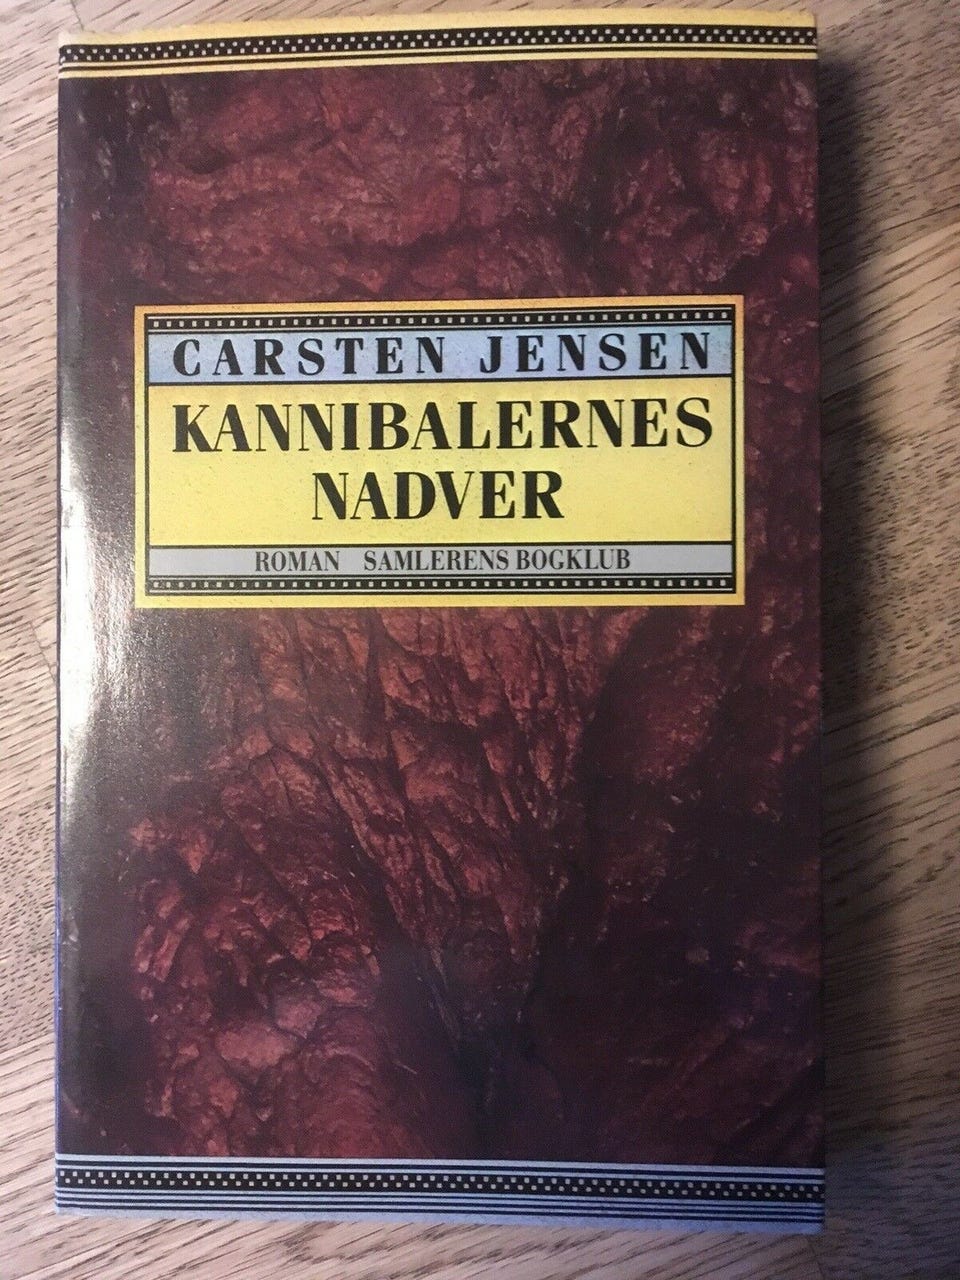 CARSTEN JENSEN
KANNIBALERNES
NADVER
ROMAN SAMLERENS BOGKLUB